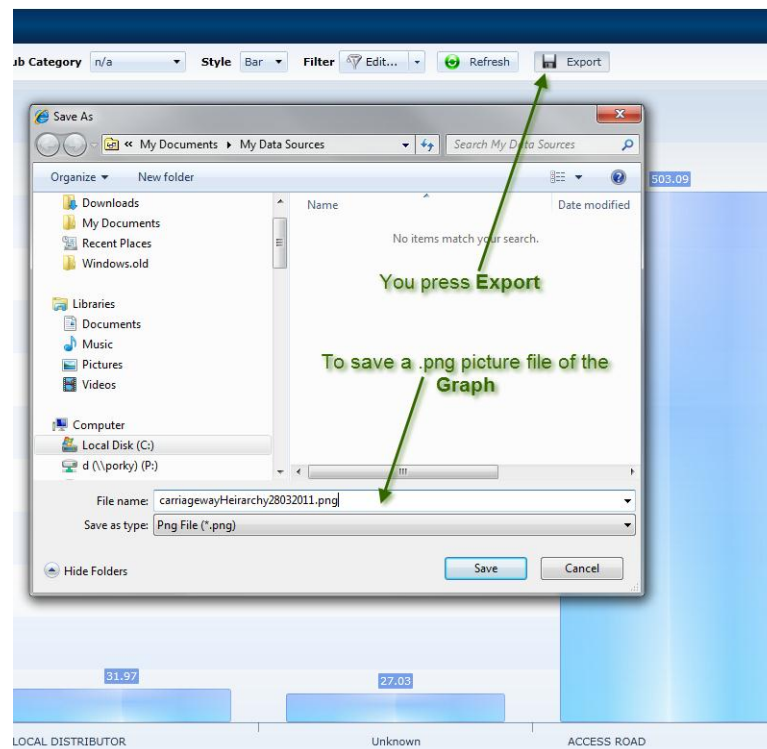 ub Category n/a Style Bar Filter Edit... Refresh Export
Save As
« My Documents My Data Sources Search My Data Sources
Organize New folder
Downloads
My Documents
Recent Places
Windows.old
Libraries
Documents
Music
Pictures
Videos
Computer
Local Disk (C:)
d (\\porky) (P:)
Name Date modified
No items match your search.
You press Export
To save a .png picture file of the
Graph
File name: carriagewayHeirarchy28032011.png
Save as type: Png File (*.png)
Hide Folders Save Cancel
503.09
31.97
27.03
LOCAL DISTRIBUTOR Unknown ACCESS ROAD